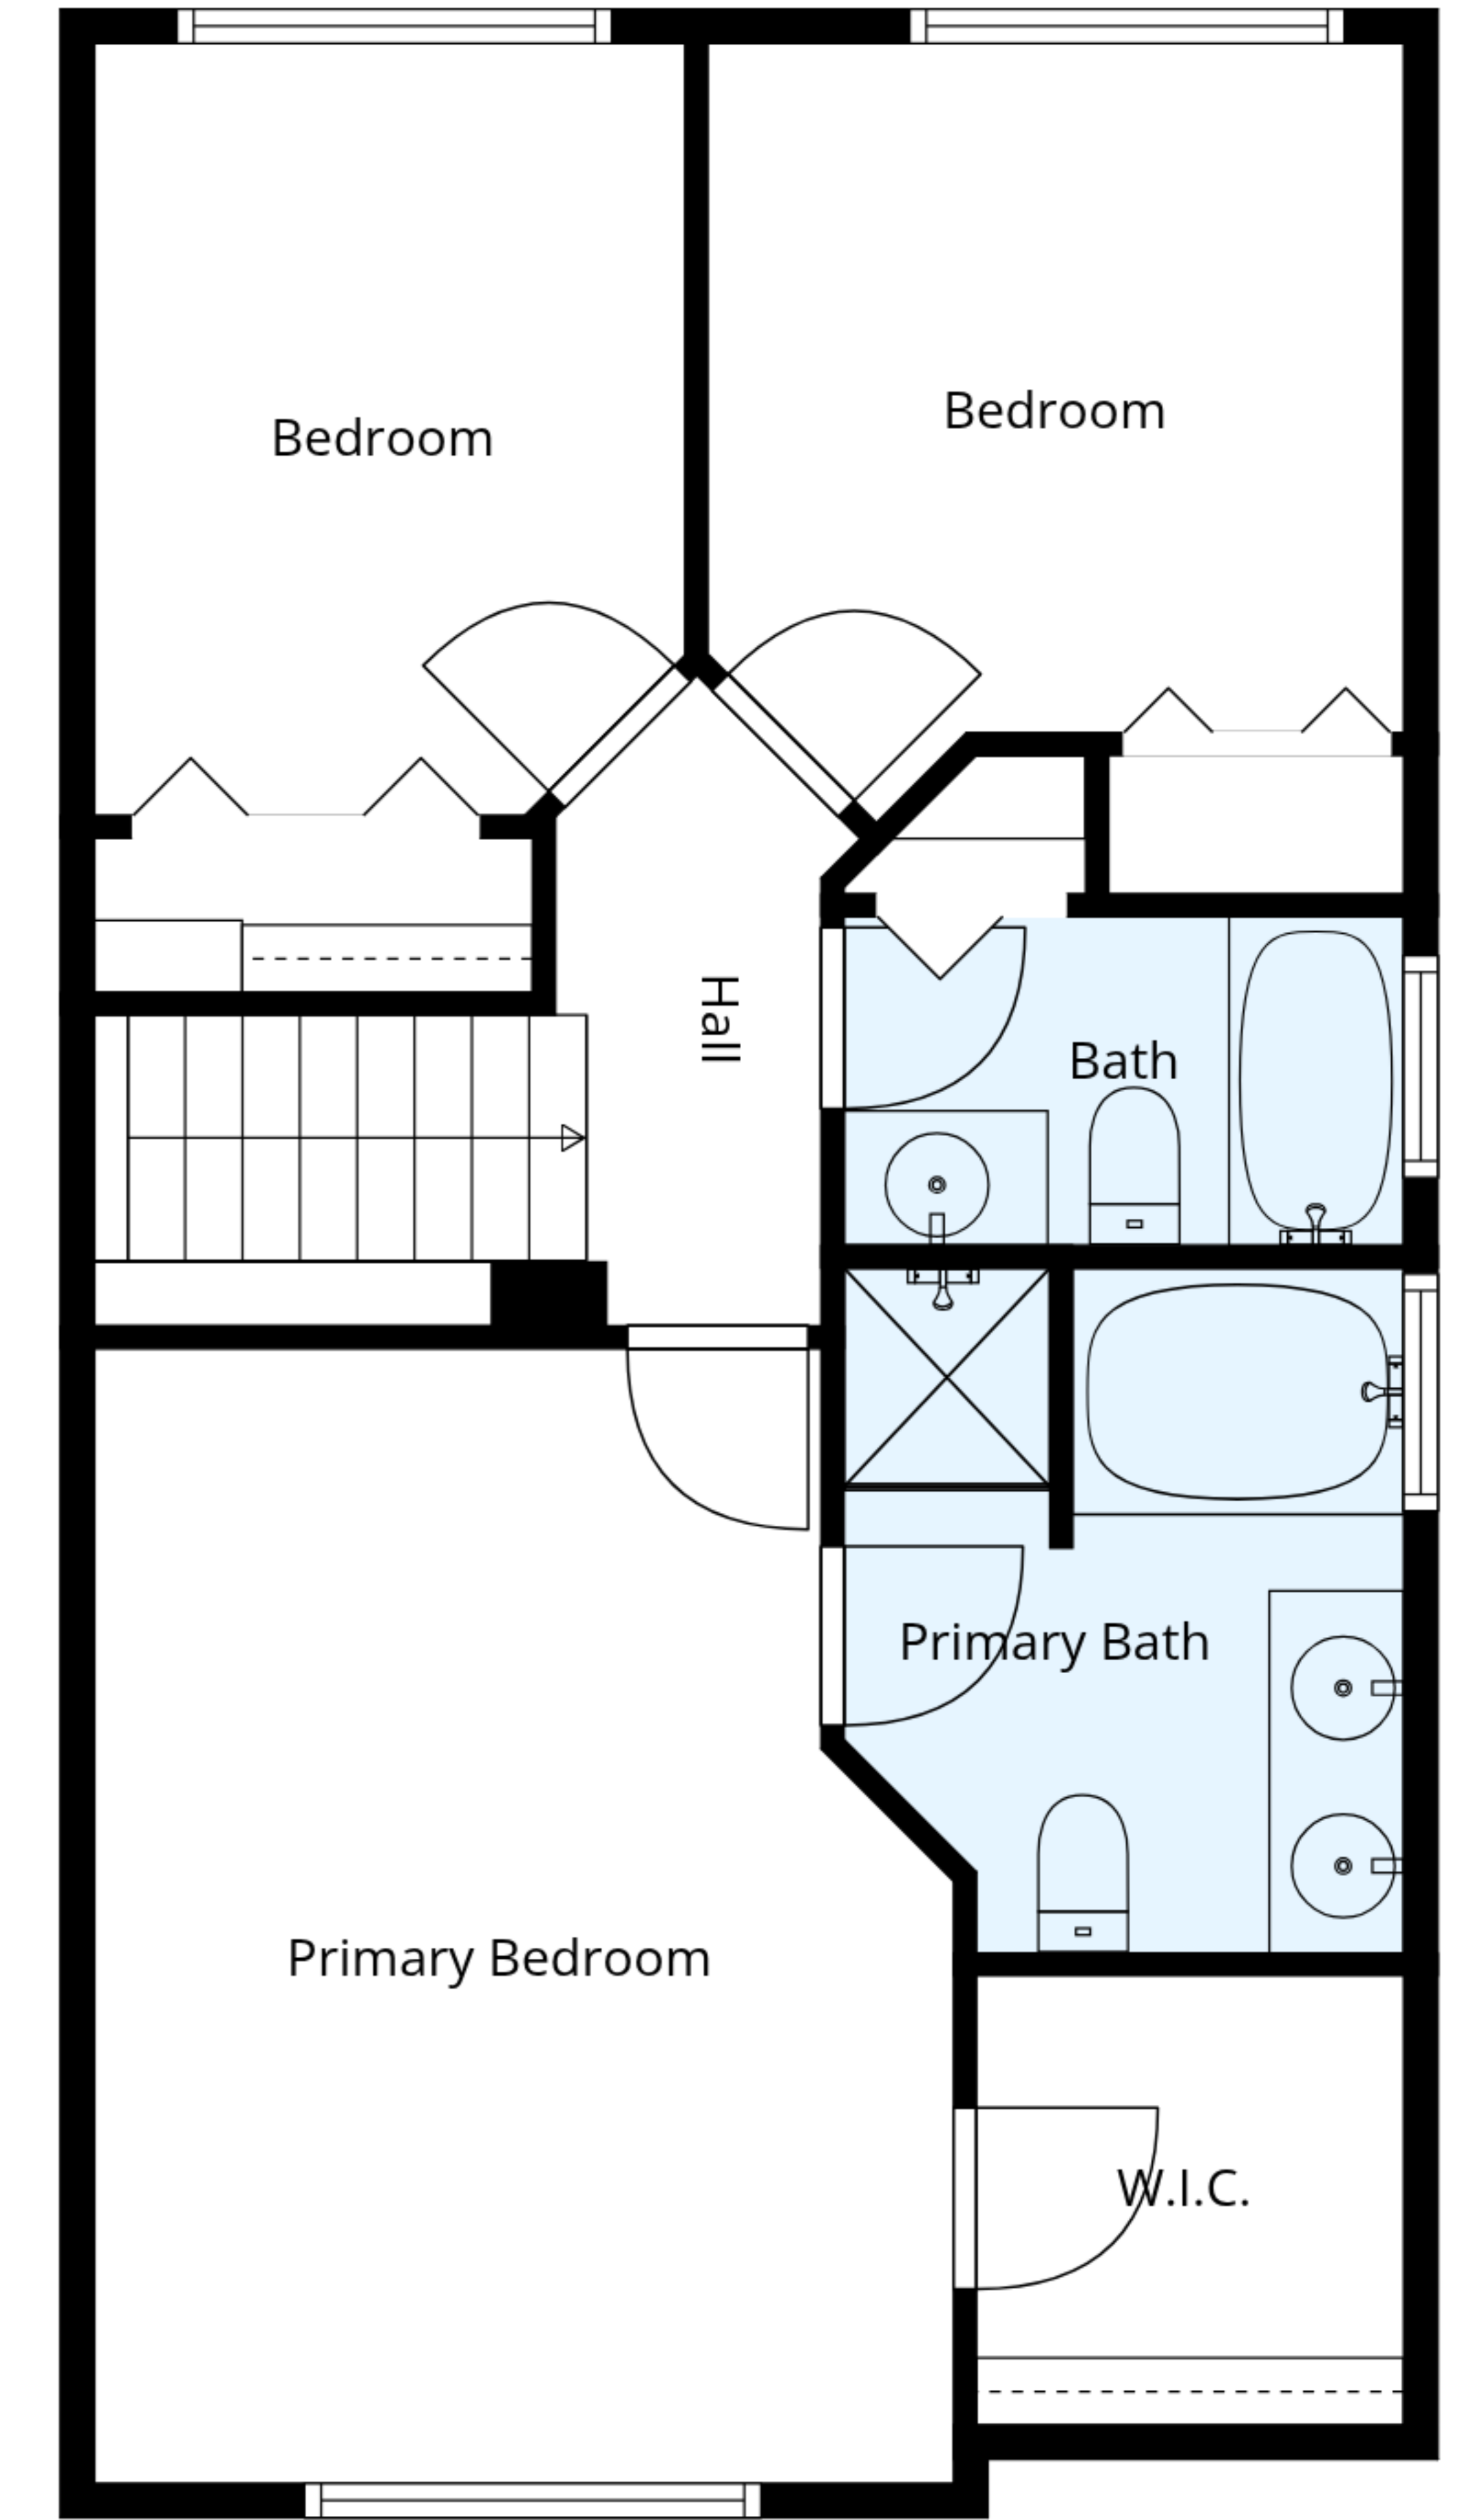 Bedroom
Bedroom
Hall
Bath
Primary Bath
Primary Bedroom
W.I.C.